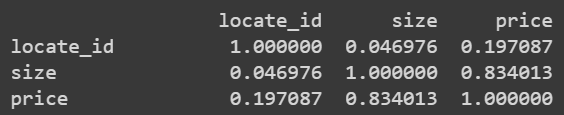 locate_id size price
locate_id 1.000000 0.046976 0.197087
size 0.046976 1.000000 0.834013
price 0.197087 0.834013 1.000000